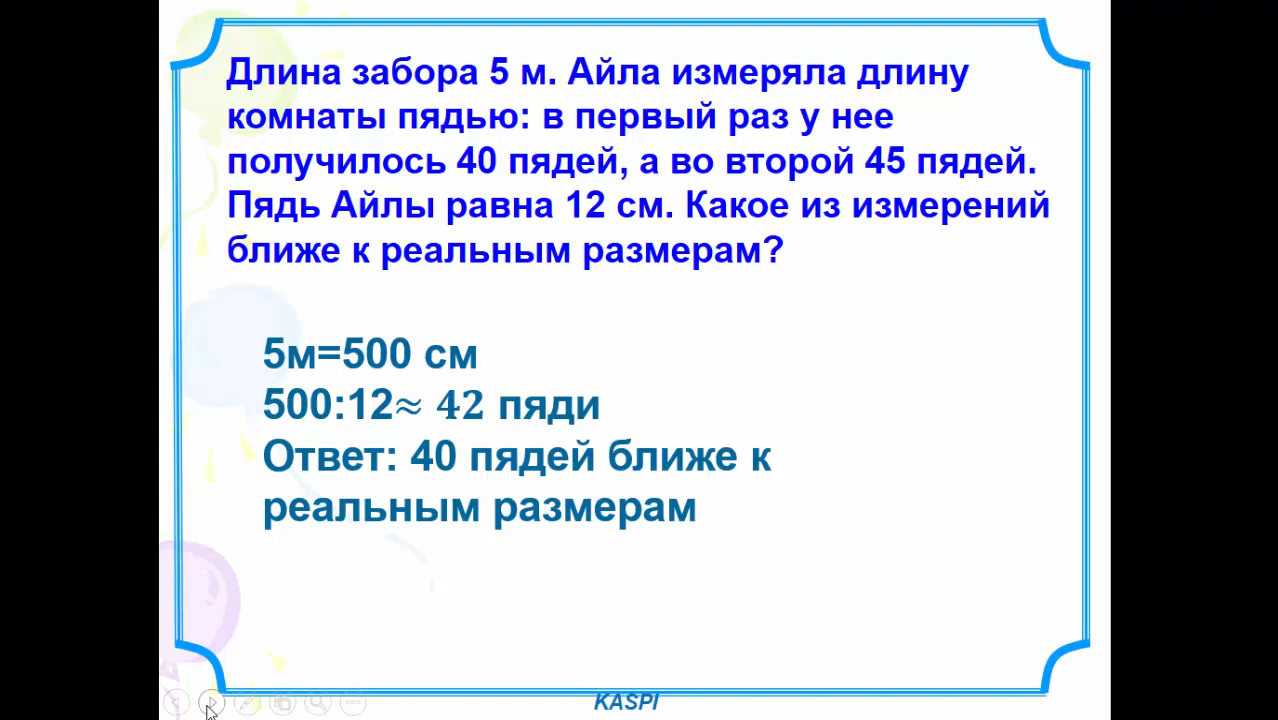 Длина забора 5 м. Айла измеряла длину
комнаты пядью: в первый раз у нее
получилось 40 пядей, а во второй 45 пядей.
Пядь Айлы равна 12 см. Какое из измерений
ближе к реальным размерам?
5м=500 см
500:12≈ 42 пяди
Ответ: 40 пядей ближе к
реальным размерам
KASPI